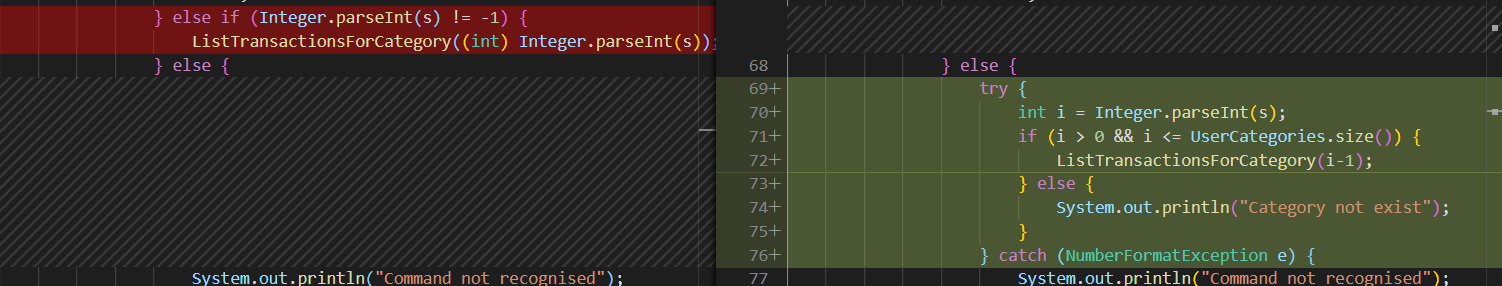 } else if (Integer.parseInt(s) != -1) {
ListTransactionsForCategory((int) Integer.parseInt(s));
} else {
System.out.println("Command not recognised");
68 } else {
69+ try {
70+ int i = Integer.parseInt(s);
71+ if (i > 0 && i <= UserCategories.size()) {
72+ ListTransactionsForCategory(i-1);
73+ } else {
74+ System.out.println("Category not exist");
75+ }
76+ } catch (NumberFormatException e) {
77 System.out.println("Command not recognised");